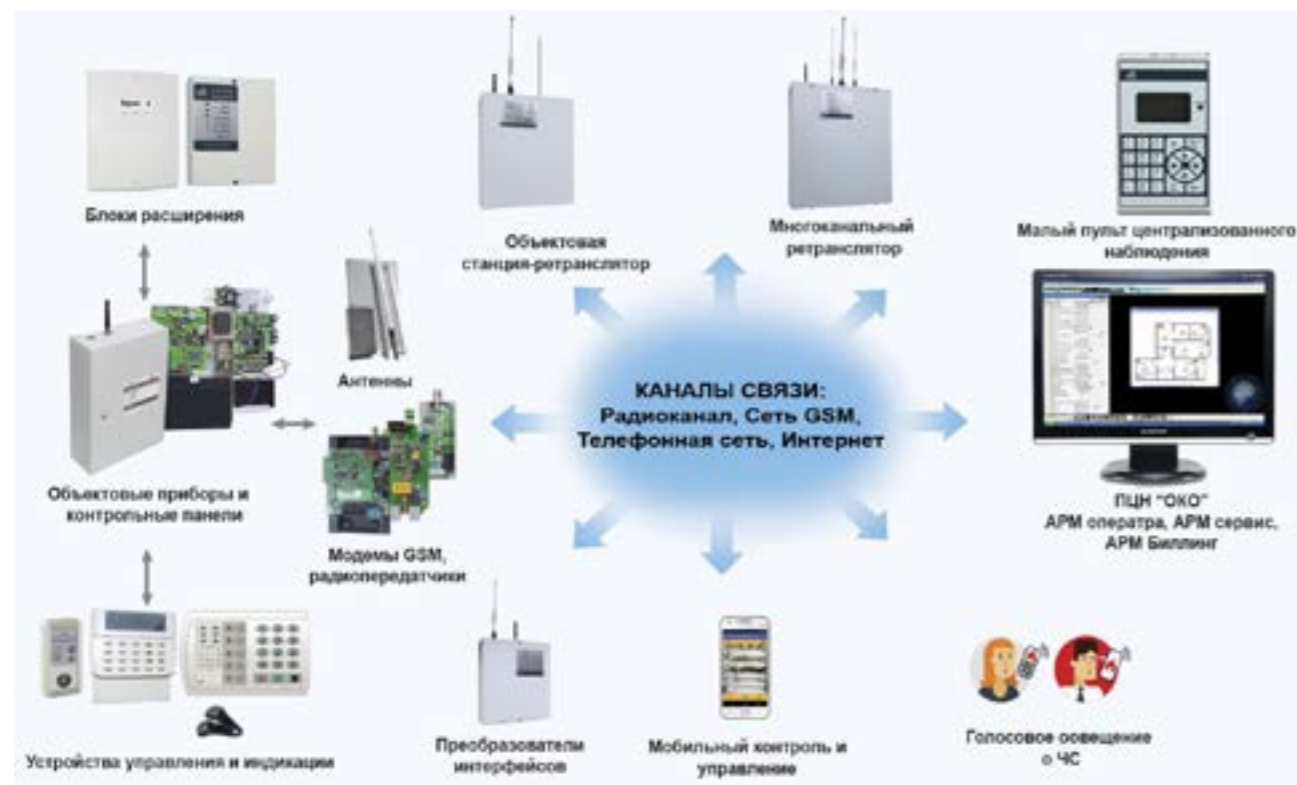 Блоки расширения
Объектовая
станция-ретранслятор
Многоканальный
ретранслятор
Малый пульт централизованного
наблюдения
Антенны
КАНАЛЫ СВЯЗИ:
Радиоканал, Сеть GSM,
Телефонная сеть, Интернет
Объектовые приборы и
контрольные панели
Модемы GSM,
радиопередатчики
ПЦН "ОКО"
АРМ оператра, АРМ сервис,
АРМ Биллинг
Устройства управления и индикации
Преобразователи
интерфейсов
Мобильный контроль и
управление
Голосовое оовещение
о ЧС